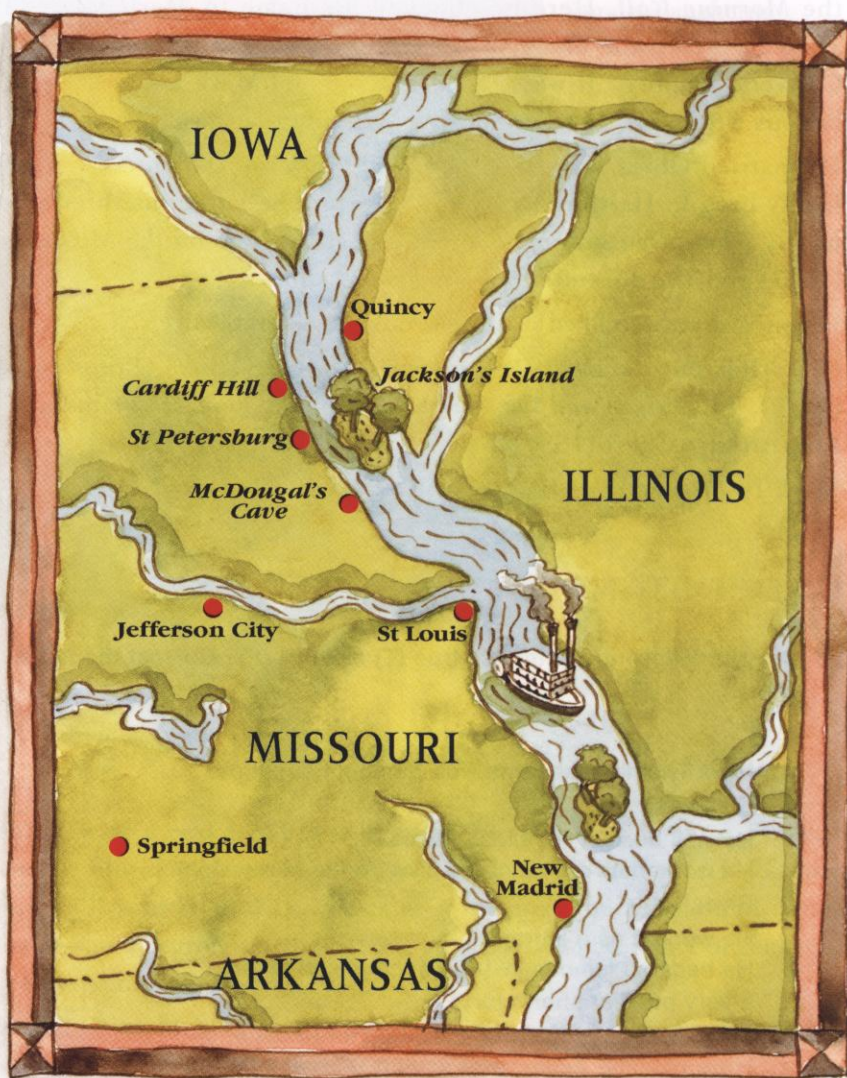 IOWA
Quincy
Jackson's Island
Cardiff Hill
St Petersburg
McDougal's
Cave
ILLINOIS
Jefferson City
St Louis
MISSOURI
Springfield
New
Madrid
ARKANSAS